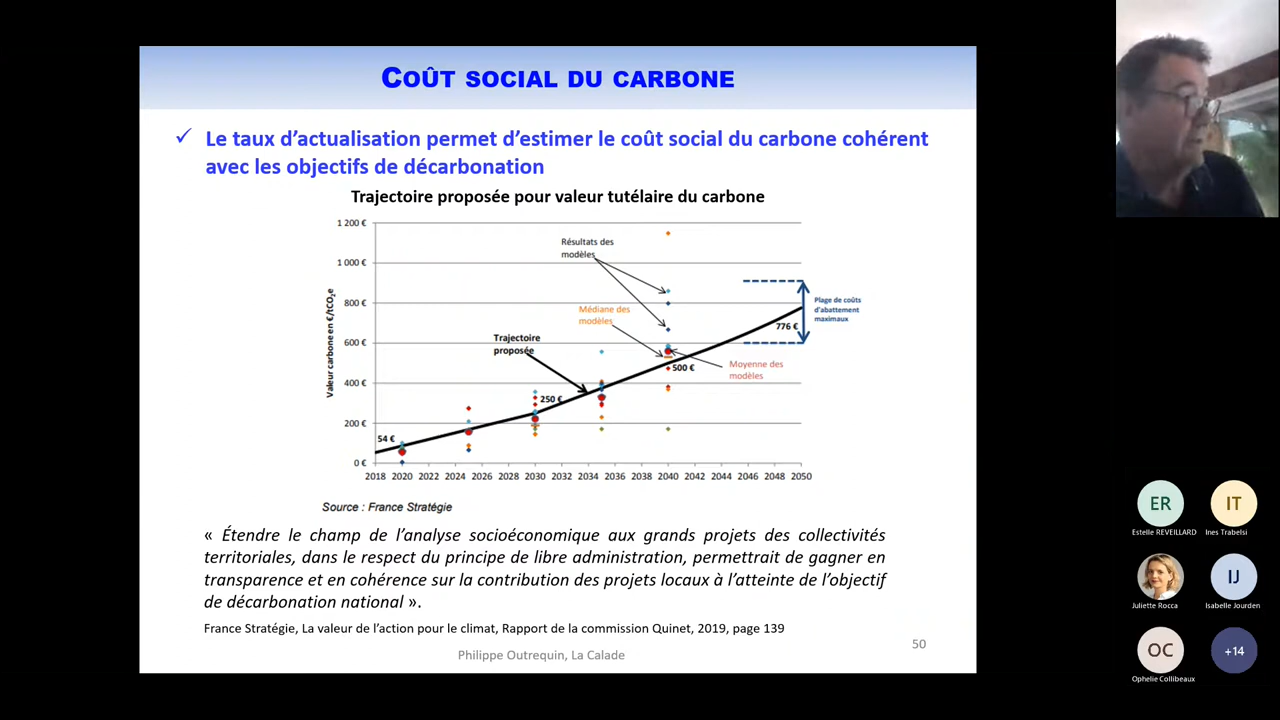 COÛT SOCIAL DU CARBONE
✓ Le taux d'actualisation permet d'estimer le coût social du carbone cohérent
avec les objectifs de décarbonation
Trajectoire proposée pour valeur tutélaire du carbone
Valeur carbone en €/tCO2e
1 200 €
1 000 €
800 €
600 €
400 €
200 €
0 €
Résultats des
modèles
Médiane des
modèles
Trajectoire
proposée
Moyenne des
modèles
Plage de coûts
d'abattement
maximaux
54 €
250 €
500 €
776 €
2018 2020 2022 2024 2026 2028 2030 2032 2034 2036 2038 2040 2042 2044 2046 2048 2050
Source : France Stratégie
« Étendre le champ de l'analyse socioéconomique aux grands projets des collectivités
territoriales, dans le respect du principe de libre administration, permettrait de gagner en
transparence et en cohérence sur la contribution des projets locaux à l'atteinte de l'objectif
de décarbonation national ».
France Stratégie, La valeur de l'action pour le climat, Rapport de la commission Quinet, 2019, page 139
Philippe Outrequin, La Calade
50
ER
IT
Estelle REVEILLARD
Ines Trabelsi
IJ
Juliette Rocca
Isabelle Jourden
OC
+14
Ophelie Collibeaux